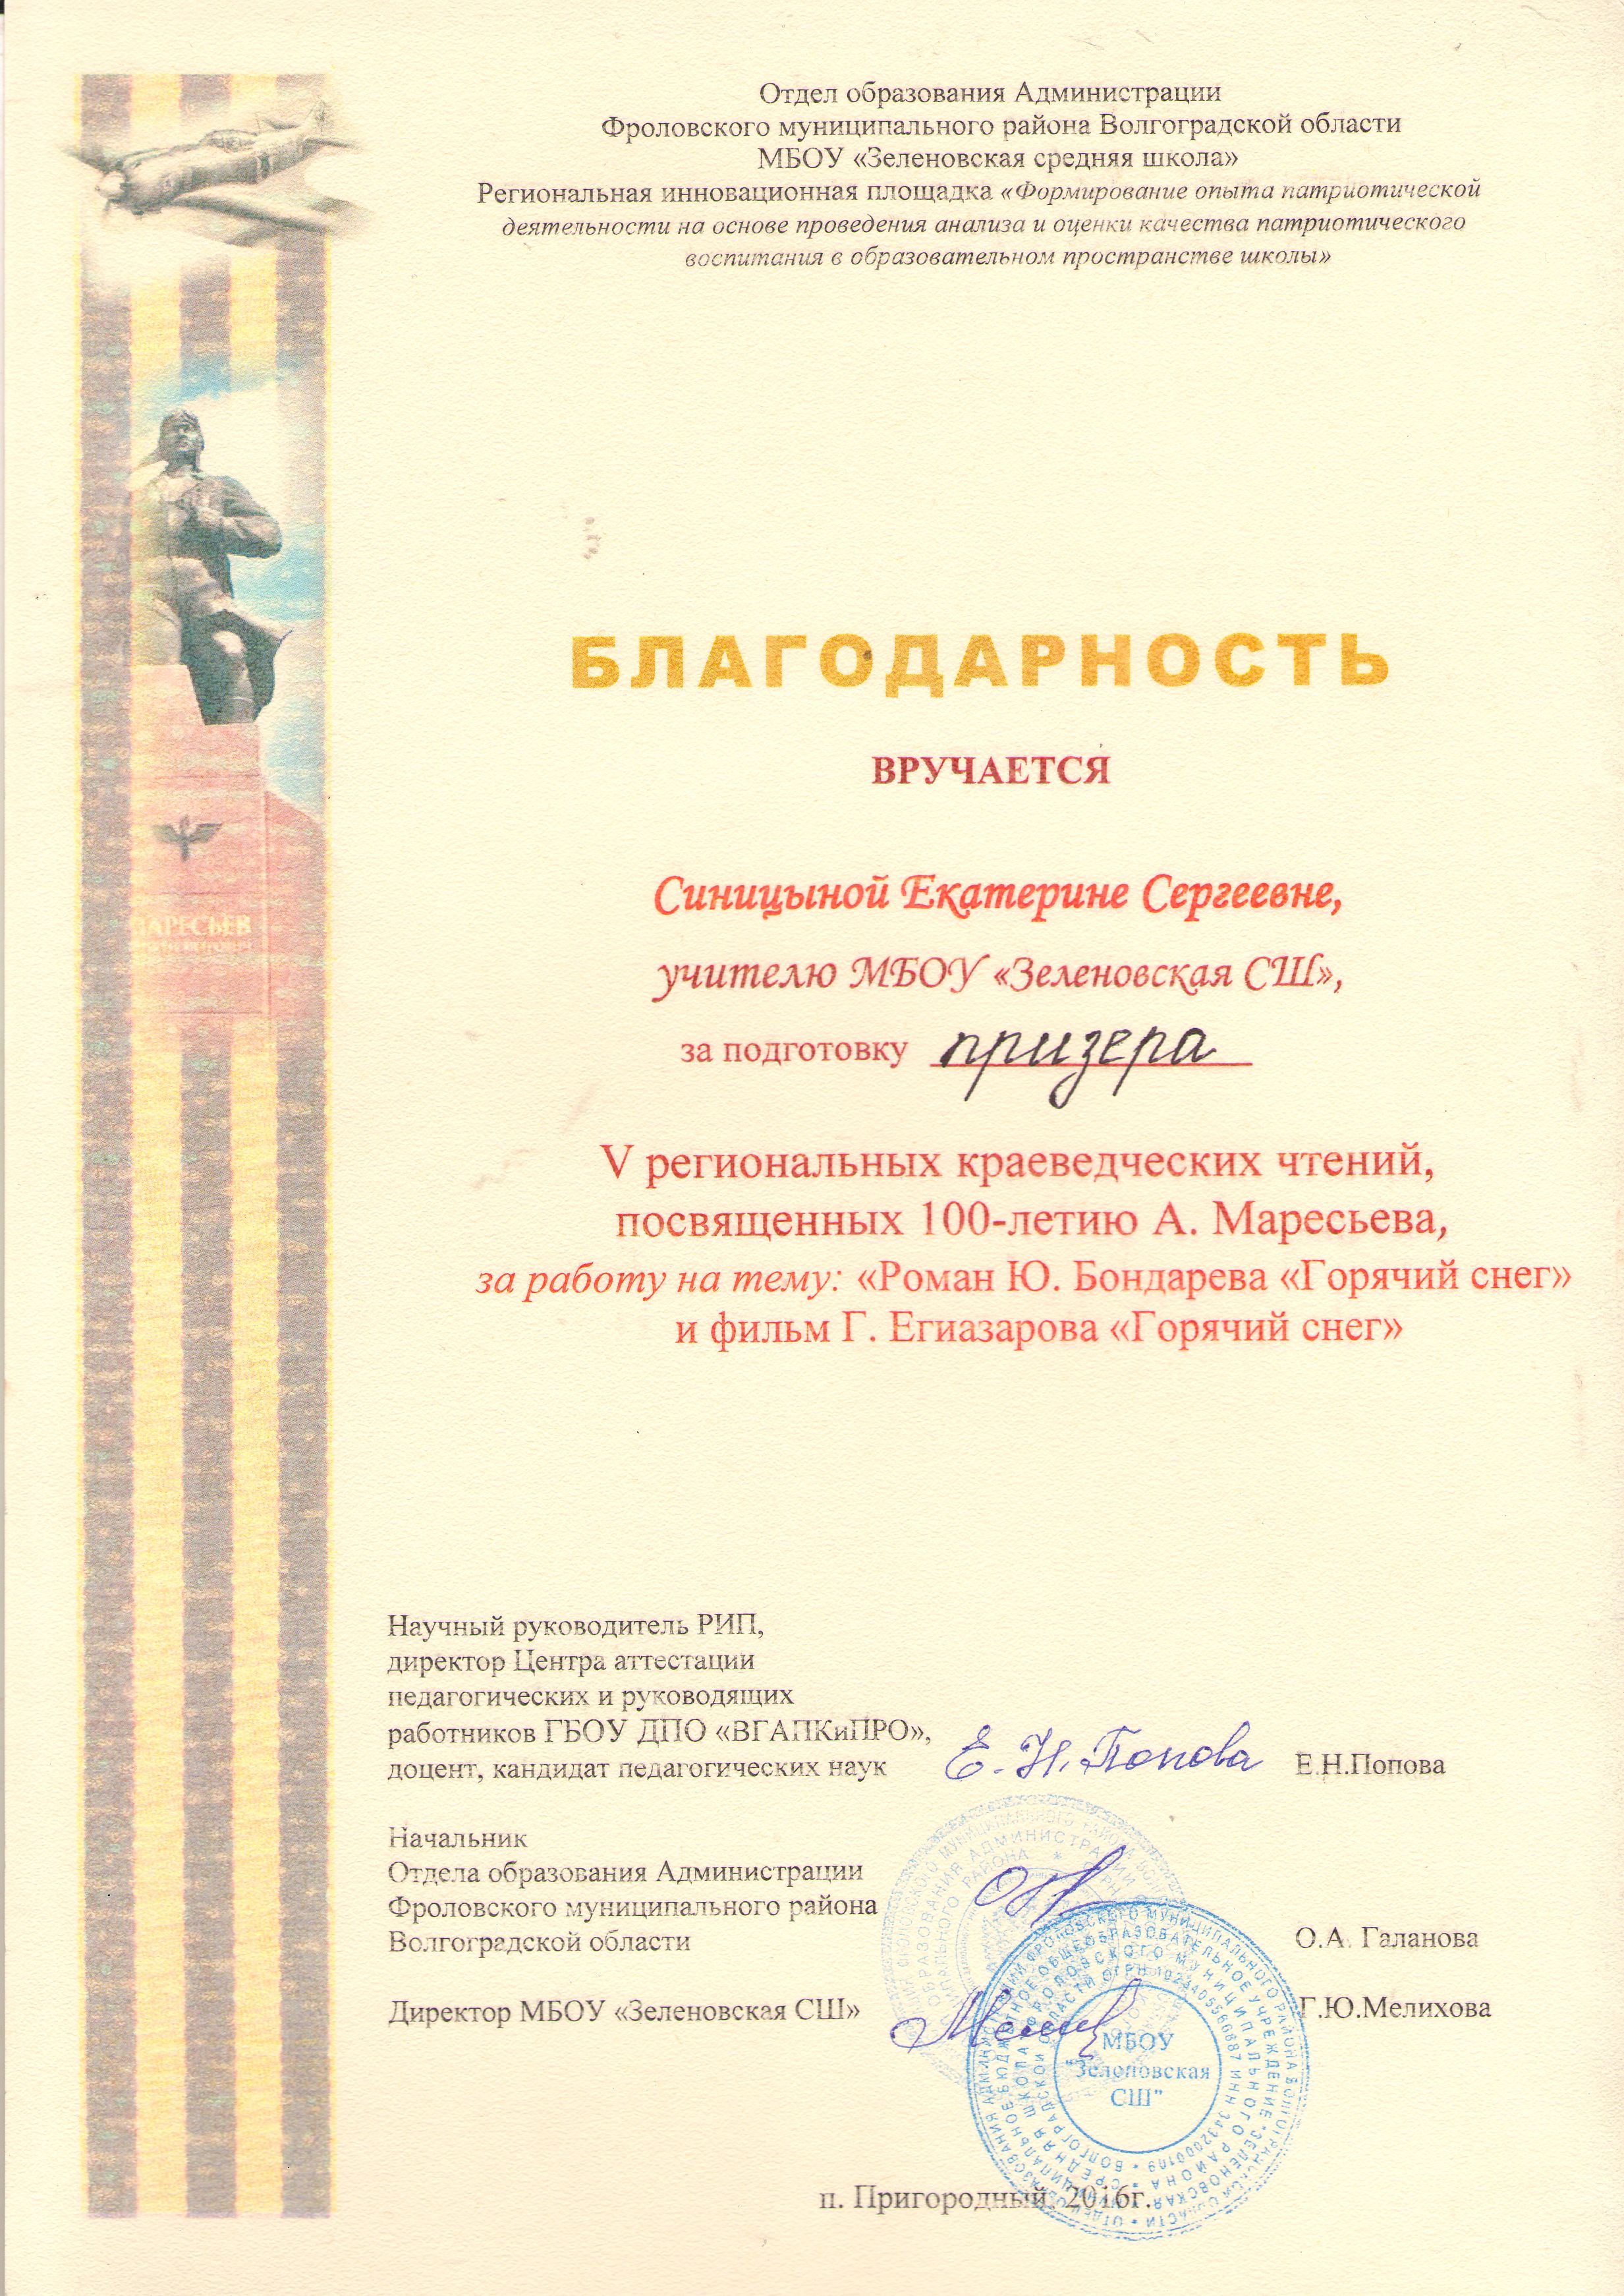 Отдел образования Администрации
Фроловского муниципального района Волгоградской области
МБОУ «Зеленовская средняя школа»
Региональная инновационная площадка «Формирование опыта патриотической
деятельности на основе проведения анализа и оценки качества патриотического
воспитания в образовательном пространстве школы»
МАРЕСЬЕВ
БЛАГОДАРНОСТЬ
ВРУЧАЕТСЯ
Синицыной Екатерине Сергеевне,
учителю МБОУ «Зеленовская СШ»,
за подготовку призера
V региональных краеведческих чтений,
посвященных 100-летию А. Маресьева,
за работу на тему: «Роман Ю. Бондарева «Горячий снег»
и фильм Г. Егиазарова «Горячий снег»
Научный руководитель РИП,
директор Центра аттестации
педагогических и руководящих
работников ГБОУ ДПО «ВГАПКиПРО»,
доцент, кандидат педагогических наук Е.Н.Попова Е.Н.Попова
Начальник
Отдела образования Администрации
Фроловского муниципального района
Волгоградской области О.А. Галанова
Директор МБОУ «Зеленовская СШ» Г.Ю.Мелихова
МБОУ
"Зеленовская
СШ"
п. Пригородный, 2016г.